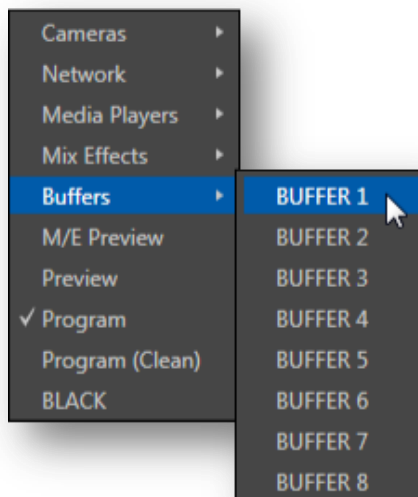 Cameras
Network
Media Players
Mix Effects
Buffers
M/E Preview
Preview
✓ Program
Program (Clean)
BLACK
BUFFER 1
BUFFER 2
BUFFER 3
BUFFER 4
BUFFER 5
BUFFER 6
BUFFER 7
BUFFER 8